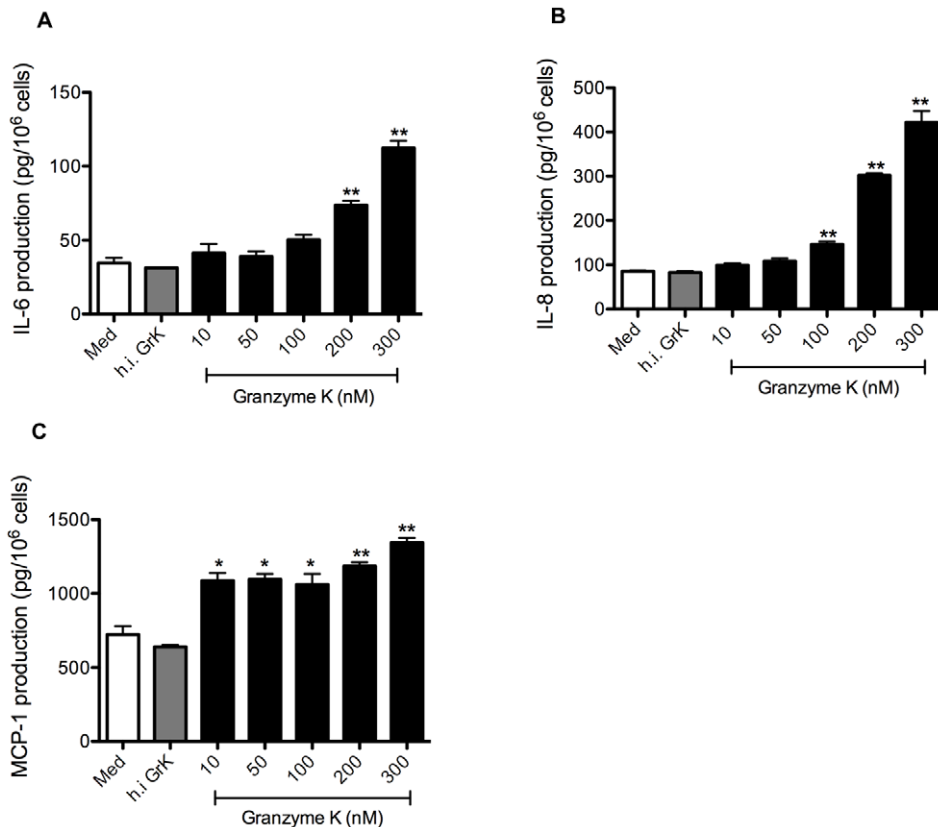 A
IL-6 production (pg/10⁶ cells)
150
100
50
0
**
**
Med
h.i. GrK
10
50
100
200
300
Granzyme K (nM)
B
IL-8 production (pg/10⁶ cells)
500
400
300
200
100
0
**
**
**
Med
h.i. GrK
10
50
100
200
300
Granzyme K (nM)
C
MCP-1 production (pg/10⁶ cells)
1500
1000
500
0
*
*
*
**
**
Med
h.i GrK
10
50
100
200
300
Granzyme K (nM)